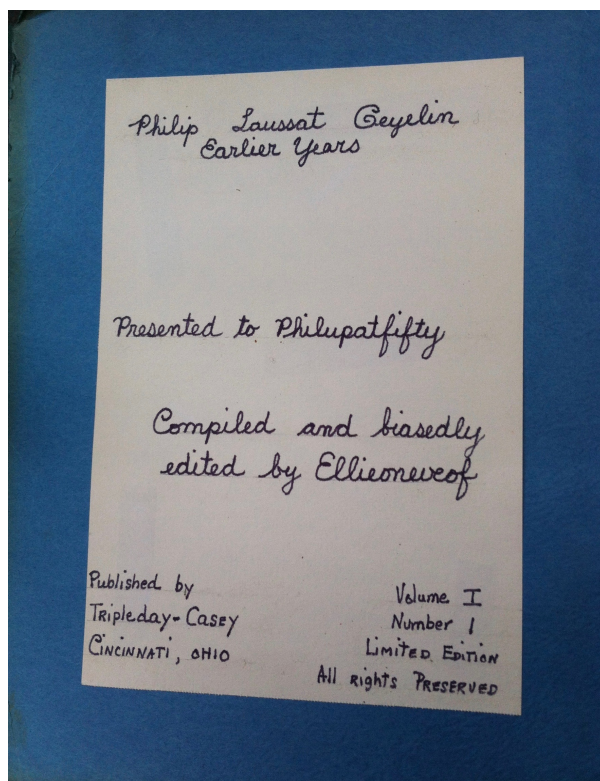 Philip Laussat Geyelin
Earlier Years
Presented to Philupatfifty
Compiled and biasedly
edited by Ellieoneveof
Published by
Tripleday-Casey
Cincinnati, Ohio
Volume I
Number 1
Limited Edition
All rights Preserved